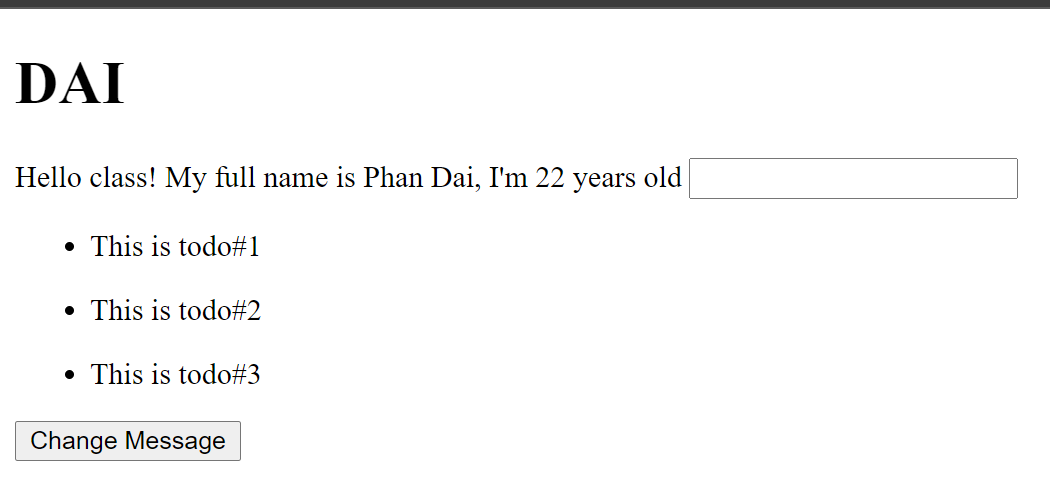 DAI
Hello class! My full name is Phan Dai, I'm 22 years old
This is todo#1
This is todo#2
This is todo#3
Change Message